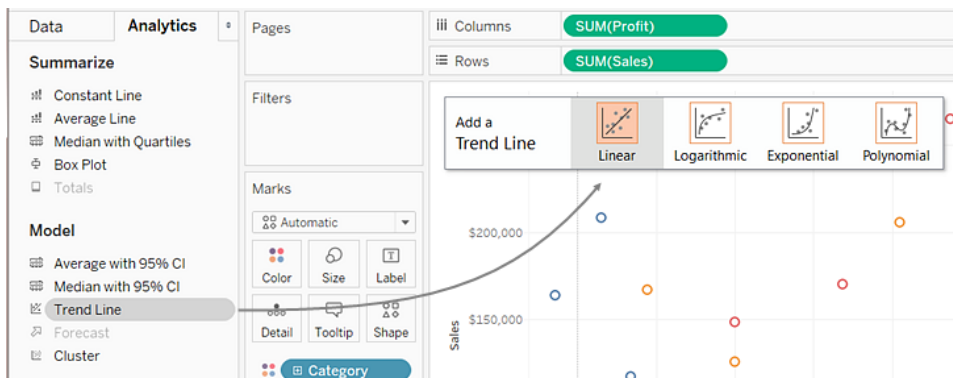 Data
Analytics
Summarize
Constant Line
Average Line
Median with Quartiles
Box Plot
Totals
Model
Average with 95% CI
Median with 95% CI
Trend Line
Forecast
Cluster
Pages
Filters
Marks
Automatic
Color Size Label
Detail Tooltip Shape
Category
Columns SUM(Profit)
Rows SUM(Sales)
Add a
Trend Line
Linear Logarithmic Exponential Polynomial
$200,000
$150,000
Sales